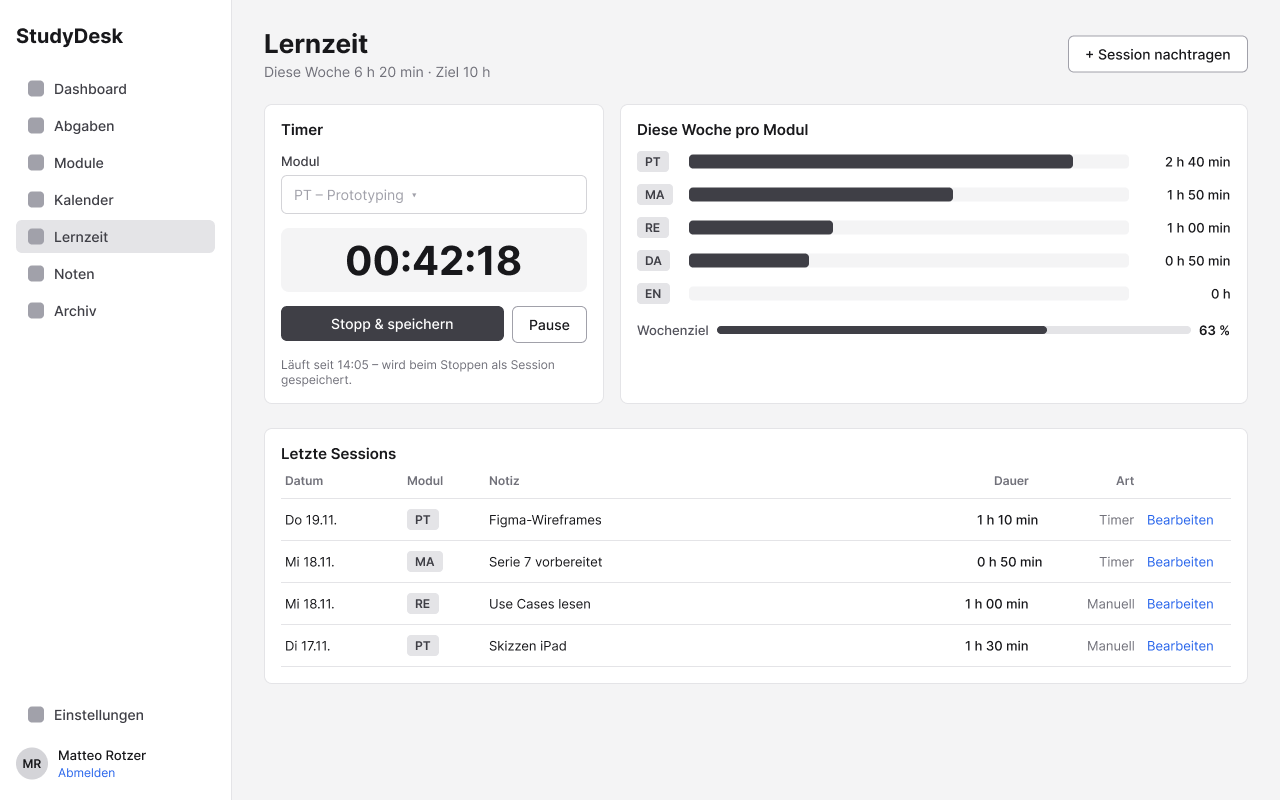 StudyDesk
Dashboard
Abgaben
Module
Kalender
Lernzeit
Noten
Archiv
Einstellungen
MR
Matteo Rotzer
Abmelden
Lernzeit
Diese Woche 6 h 20 min · Ziel 10 h
+ Session nachtragen
Timer
Modul
PT – Prototyping ▾
00:42:18
Stopp & speichern
Pause
Läuft seit 14:05 – wird beim Stoppen als Session
gespeichert.
Diese Woche pro Modul
PT 2 h 40 min
MA 1 h 50 min
RE 1 h 00 min
DA 0 h 50 min
EN 0 h
Wochenziel 63 %
Letzte Sessions
Datum Modul Notiz Dauer Art
Do 19.11. PT Figma-Wireframes 1 h 10 min Timer Bearbeiten
Mi 18.11. MA Serie 7 vorbereitet 0 h 50 min Timer Bearbeiten
Mi 18.11. RE Use Cases lesen 1 h 00 min Manuell Bearbeiten
Di 17.11. PT Skizzen iPad 1 h 30 min Manuell Bearbeiten